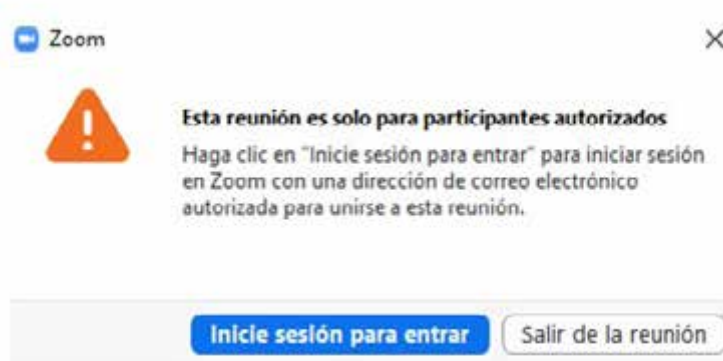 Zoom
Esta reunión es solo para participantes autorizados
Haga clic en "Inicie sesión para entrar" para iniciar sesión
en Zoom con una dirección de correo electrónico
autorizada para unirse a esta reunión.
Inicie sesión para entrar
Salir de la reunión